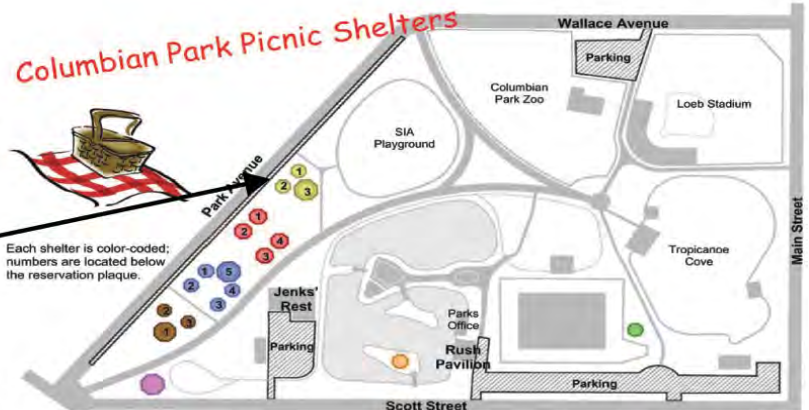 Columbian Park Picnic Shelters
Wallace Avenue
Parking
Columbian
Park Zoo
Loeb Stadium
SIA
Playground
Park Avenue
1
2
3
1
2
4
3
Each shelter is color-coded;
numbers are located below
the reservation plaque.
1
5
2
4
3
2
1
3
Jenks'
Rest
Parking
Parks
Office
Rush
Pavilion
Tropicanoe
Cove
Main Street
Parking
Scott Street